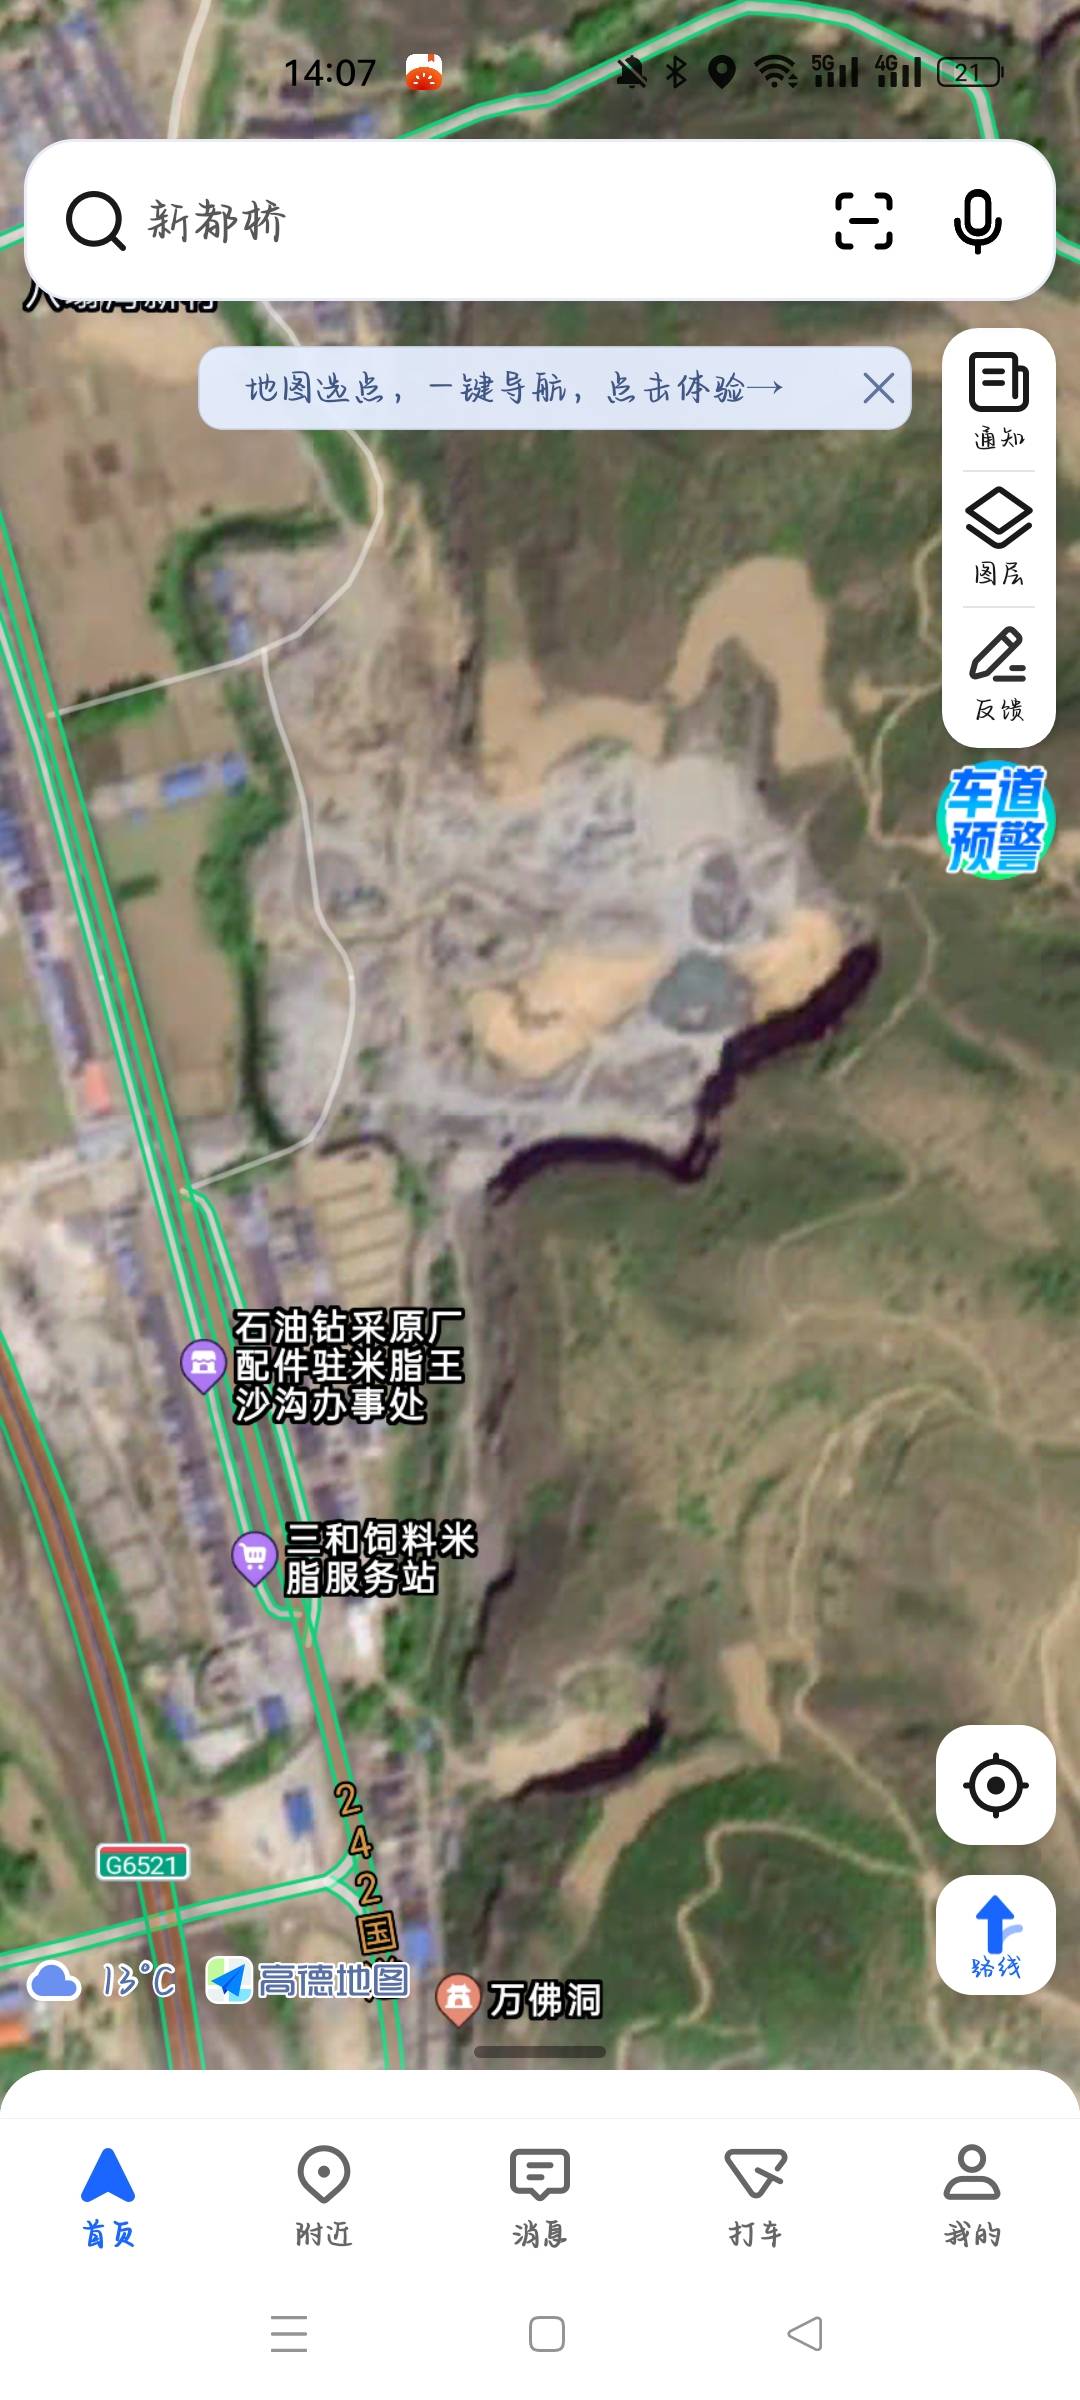 14:07
5G
4G
21
新都桥
地图选点，一键导航，点击体验→
通知
图层
反馈
车道
预警
石油钻采原厂
配件驻米脂王
沙沟办事处
三和饲料米
脂服务站
242国
G6521
路线
13°C
高德地图
万佛洞
首页
附近
消息
打车
我的